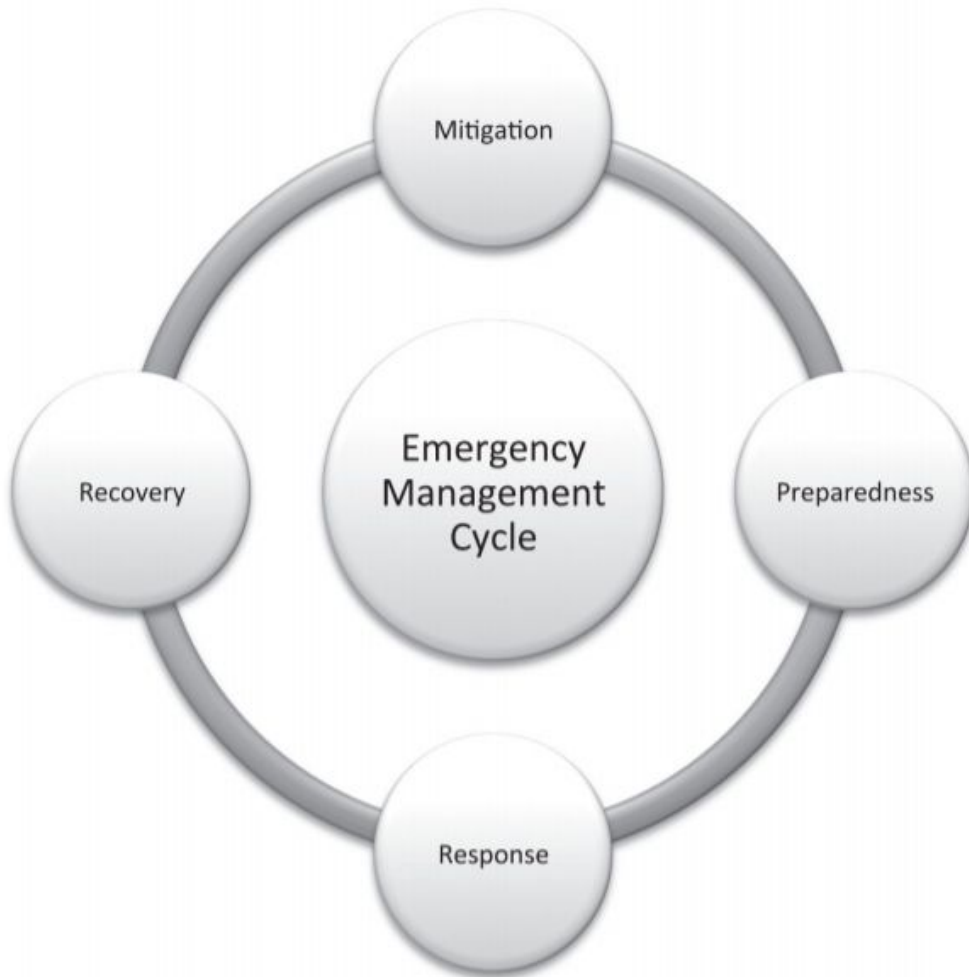 Mitigation
Recovery
Emergency
Management
Cycle
Preparedness
Response